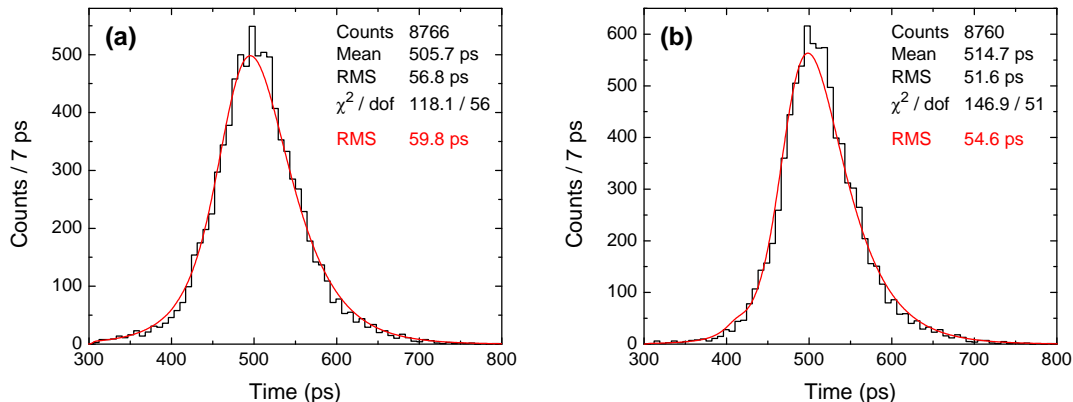 (a)
Counts 8766
Mean 505.7 ps
RMS 56.8 ps
χ² / dof 118.1 / 56
RMS 59.8 ps
500
400
300
200
100
0
Counts / 7 ps
300 400 500 600 700 800
Time (ps)
(b)
Counts 8760
Mean 514.7 ps
RMS 51.6 ps
χ² / dof 146.9 / 51
RMS 54.6 ps
600
500
400
300
200
100
0
Counts / 7 ps
300 400 500 600 700 800
Time (ps)